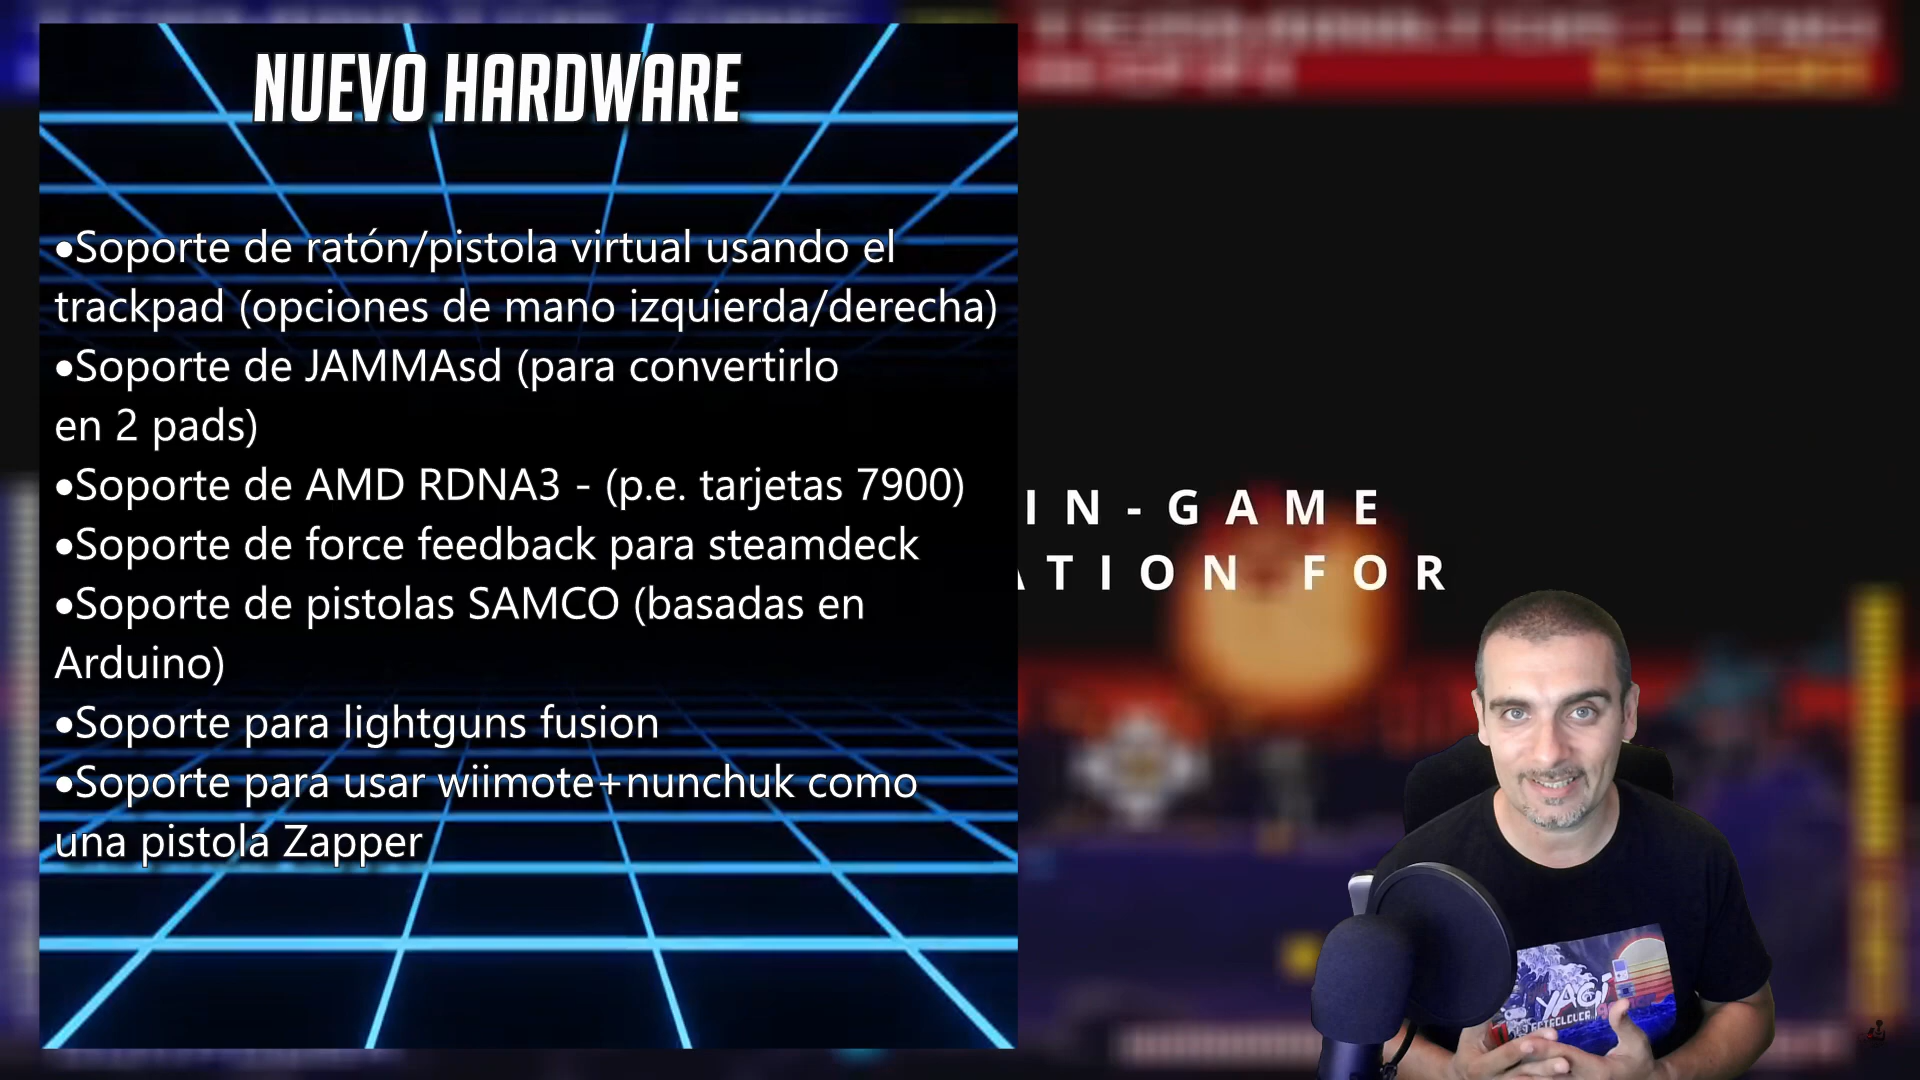 NUEVO HARDWARE
•Soporte de ratón/pistola virtual usando el
trackpad (opciones de mano izquierda/derecha)
•Soporte de JAMMAsd (para convertirlo
en 2 pads)
•Soporte de AMD RDNA3 - (p.e. tarjetas 7900)
•Soporte de force feedback para steamdeck
•Soporte de pistolas SAMCO (basadas en
Arduino)
•Soporte para lightguns fusion
•Soporte para usar wiimote+nunchuk como
una pistola Zapper
IN-GAME
ATION FOR
YAGI